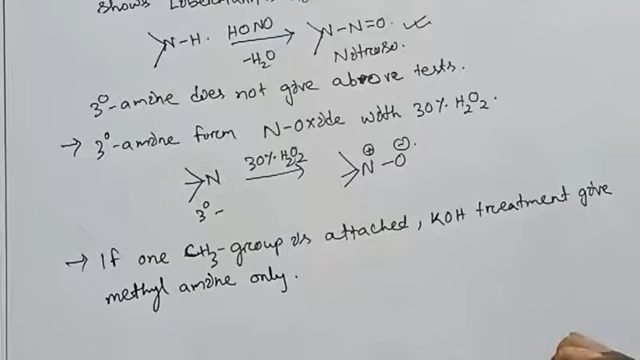 shows Liebermann's
N-H. HONO -H₂O N-N=O. ✓
Nitroso.
3°-amine does not give above tests.
→ 3°-amine form N-Oxide with 30% H₂O₂.
N 30% H₂O₂ N⊕-O⊖.
3°-
→ If one CH₃-group is attached, KOH treatment give
methyl amine only.